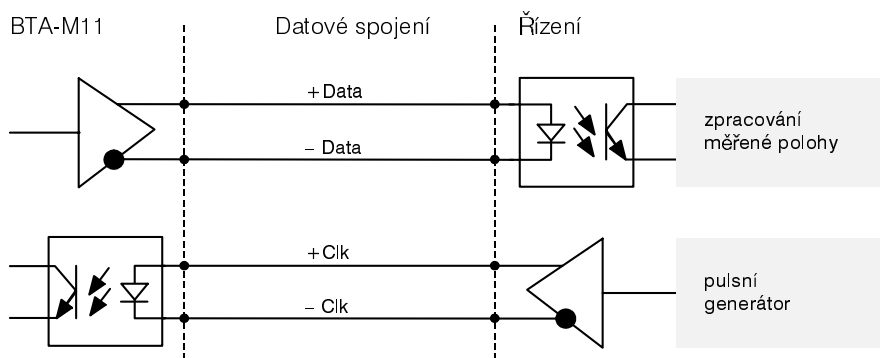 BTA-M11
Datové spojení
Řízení
+Data
zpracování
měřené polohy
– Data
+Clk
pulsní
generátor
– Clk